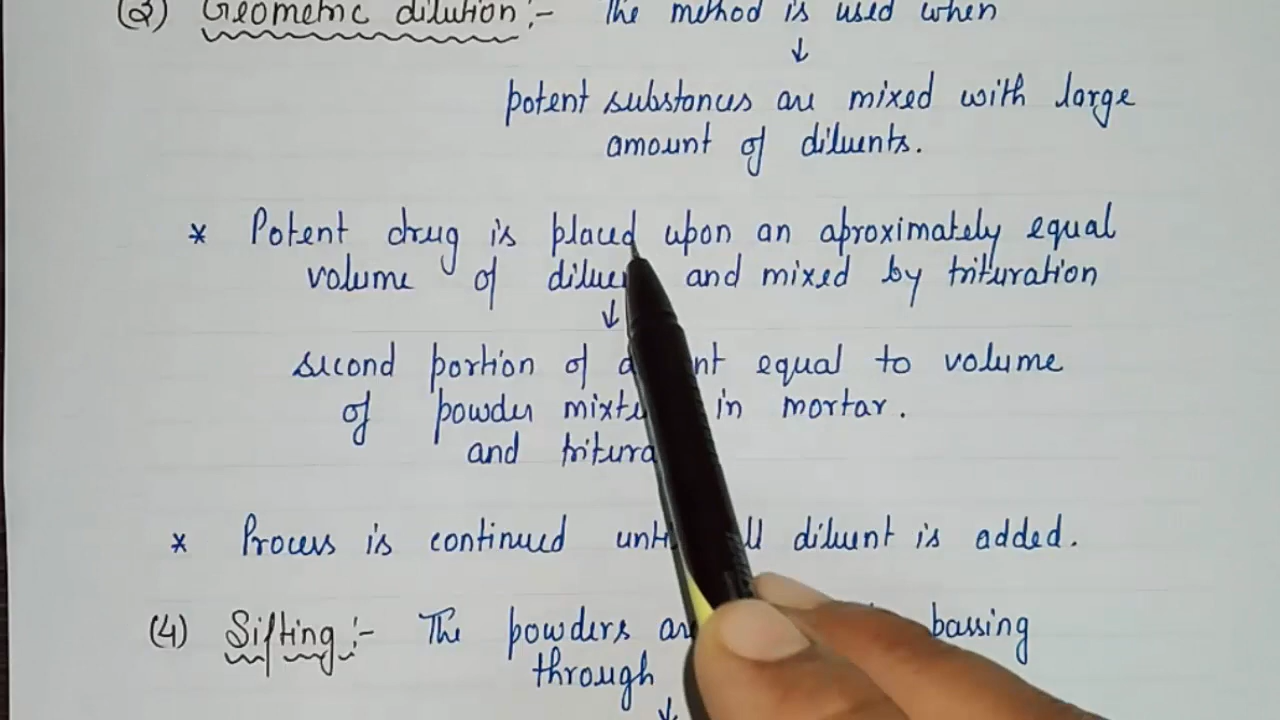 Geometric dilution :- The method is used when
↓
potent substances are mixed with large
amount of diluents.
* Potent drug is placed upon an aproximately equal
volume of and mixed by trituration
↓
second portion of equal to volume
of powder in mortar.
and
* Process is continued diluent is added.
(4) Sifting :- The powders bassing
through
↓